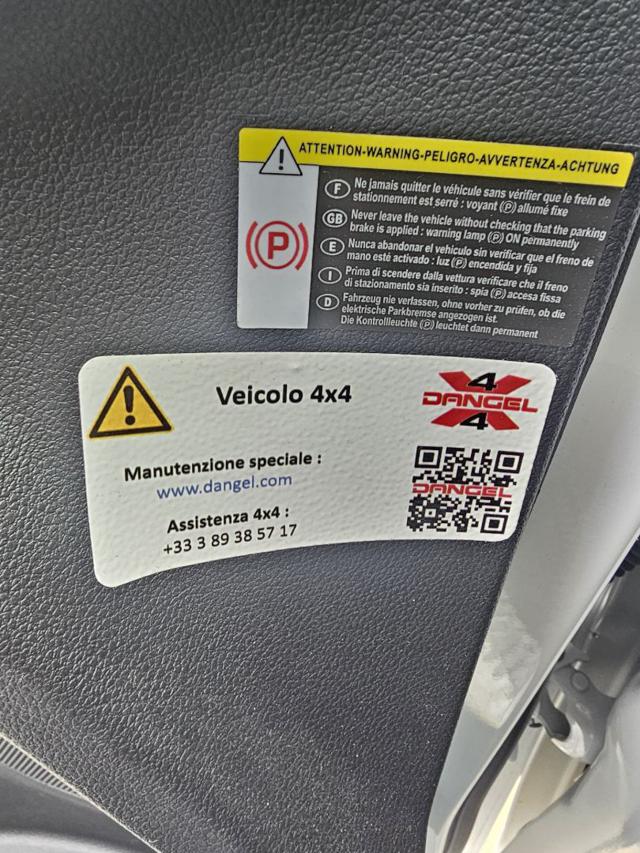 ATTENTION-WARNING-PELIGRO-AVVERTENZA-ACHTUNG
F Ne jamais quitter le véhicule sans vérifier que le frein de
stationnement est serré : voyant (P) allumé fixe
GB Never leave the vehicle without checking that the parking
brake is applied : warning lamp (P) ON permanently
E Nunca abandonar el vehiculo sin verificar que el freno de
mano esté activado : luz (P) encendida y fija
I Prima di scendere dalla vettura verificare che il freno
di stazionamento sia inserito : spia (P) accesa fissa
D Fahrzeug nie verlassen, ohne vorher zu prüfen, ob die
elektrische Parkbremse angezogen ist.
Die Kontrollleuchte (P) leuchtet dann permanent
P
Veicolo 4x4
4
DANGEL
4
Manutenzione speciale :
www.dangel.com
DANGEL
Assistenza 4x4 :
+33 3 89 38 57 17